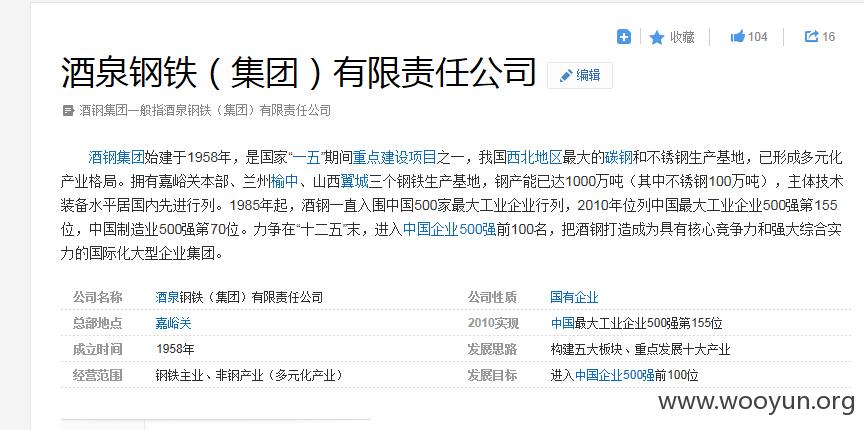 收藏 104 16
酒泉钢铁（集团）有限责任公司 编辑
酒钢集团一般指酒泉钢铁（集团）有限责任公司
酒钢集团始建于1958年，是国家“一五”期间重点建设项目之一，我国西北地区最大的碳钢和不锈钢生产基地，已形成多元化
产业格局。拥有嘉峪关本部、兰州榆中、山西翼城三个钢铁生产基地，钢产能已达1000万吨（其中不锈钢100万吨），主体技术
装备水平居国内先进行列。1985年起，酒钢一直入围中国500家最大工业企业行列，2010年位列中国最大工业企业500强第155
位，中国制造业500强第70位。力争在“十二五”末，进入中国企业500强前100名，把酒钢打造成为具有核心竞争力和强大综合实
力的国际化大型企业集团。
公司名称 酒泉钢铁（集团）有限责任公司 公司性质 国有企业
总部地点 嘉峪关 2010实现 中国最大工业企业500强第155位
成立时间 1958年 发展思路 构建五大板块、重点发展十大产业
经营范围 钢铁主业、非钢产业（多元化产业） 发展目标 进入中国企业500强前100位
www.wooyun.org